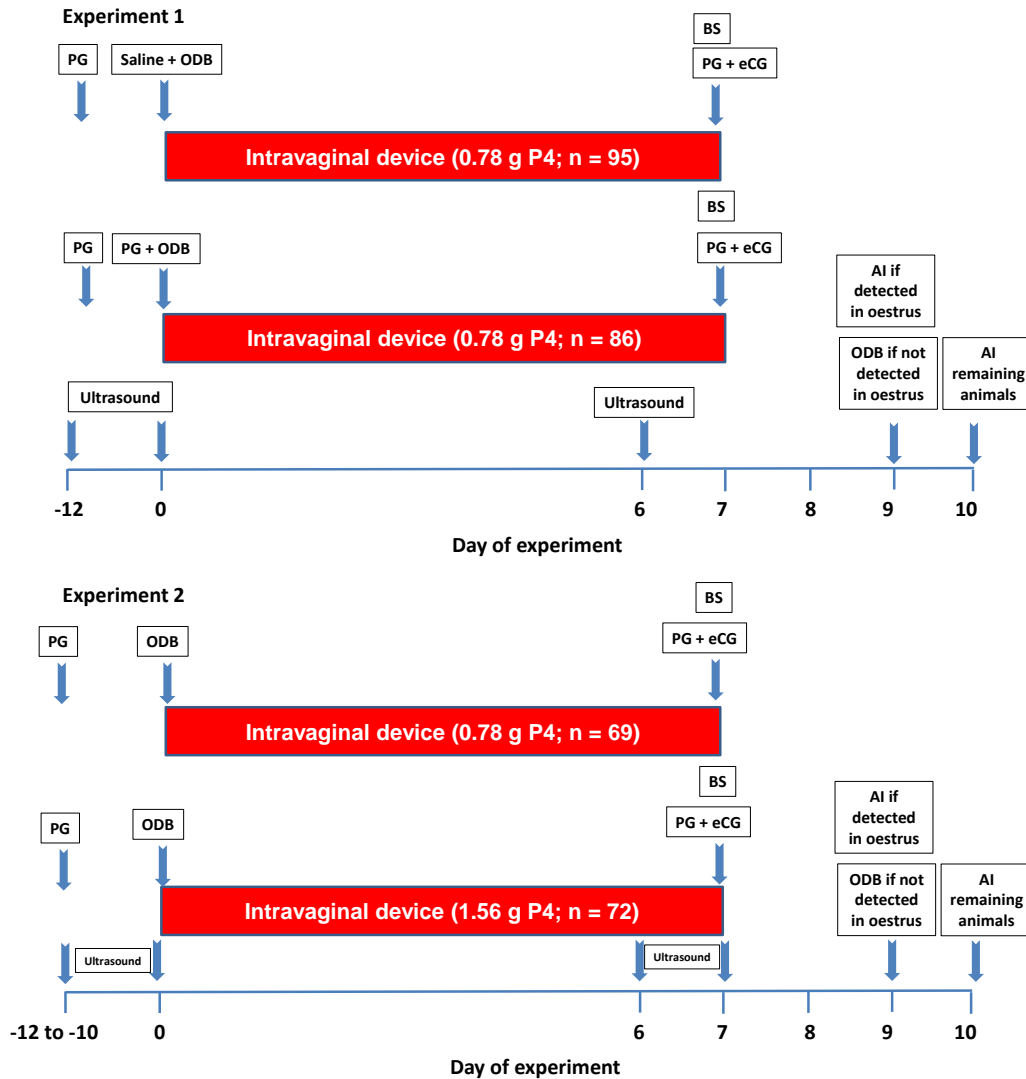 Experiment 1
BS
PG
Saline + ODB
PG + eCG
Intravaginal device (0.78 g P4; n = 95)
BS
PG
PG + ODB
PG + eCG
AI if
detected
in oestrus
Intravaginal device (0.78 g P4; n = 86)
ODB if not
detected
in oestrus
AI
remaining
animals
Ultrasound
Ultrasound
-12
0
6
7
8
9
10
Day of experiment
Experiment 2
BS
PG
ODB
PG + eCG
Intravaginal device (0.78 g P4; n = 69)
BS
PG
ODB
PG + eCG
AI if
detected
in oestrus
Intravaginal device (1.56 g P4; n = 72)
ODB if not
detected
in oestrus
AI
remaining
animals
Ultrasound
Ultrasound
-12 to -10
0
6
7
8
9
10
Day of experiment